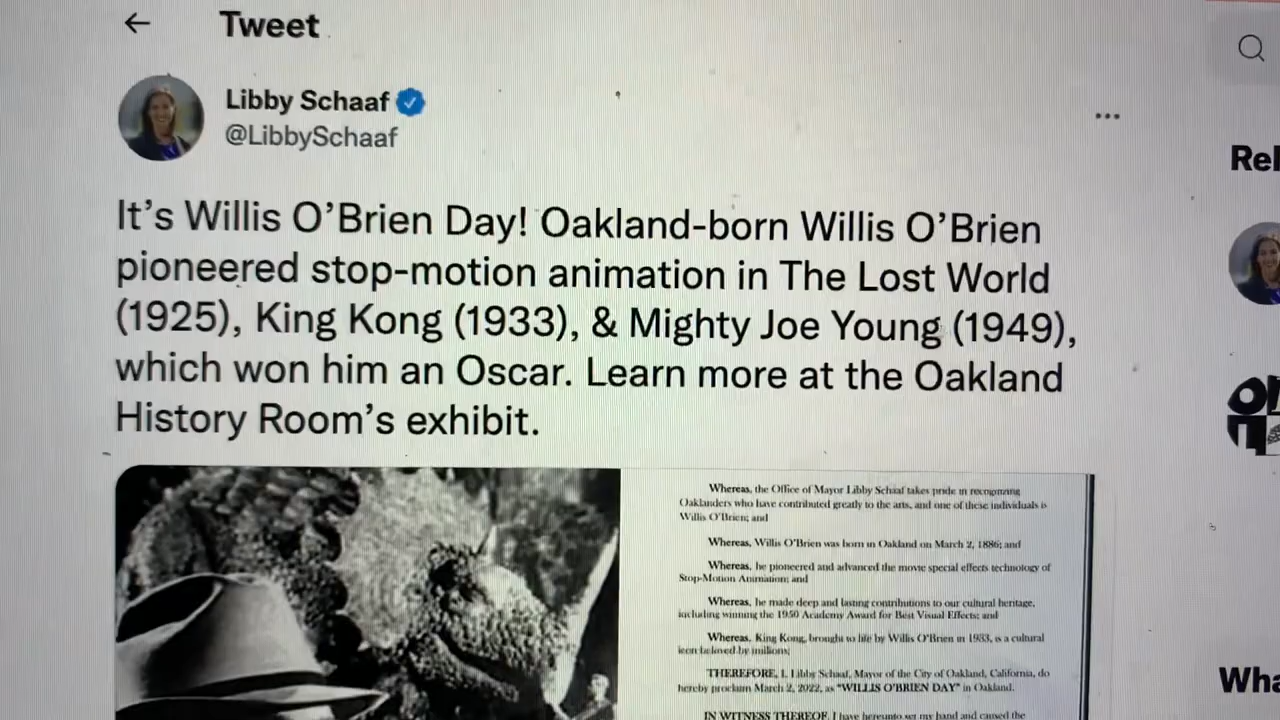 Tweet
Libby Schaaf
@LibbySchaaf
It's Willis O'Brien Day! Oakland-born Willis O'Brien
pioneered stop-motion animation in The Lost World
(1925), King Kong (1933), & Mighty Joe Young (1949),
which won him an Oscar. Learn more at the Oakland
History Room's exhibit.
Whereas, the Office of Mayor Libby Schaaf takes pride in recognizing
Oaklanders who have contributed greatly to the arts, and one of these individuals is
Willis O'Brien; and
Whereas, Willis O'Brien was born in Oakland on March 2, 1886; and
Whereas, he pioneered and advanced the movie special effects technology of
Stop-Motion Animation; and
Whereas, he made deep and lasting contributions to our cultural heritage,
including winning the 1950 Academy Award for Best Visual Effects; and
Whereas, King Kong, brought to life by Willis O'Brien in 1933, is a cultural
icon beloved by millions;
THEREFORE, I, Libby Schaaf, Mayor of the City of Oakland, California, do
hereby proclaim March 2, 2022, as "WILLIS O'BRIEN DAY" in Oakland.
IN WITNESS THEREOF, I have hereunto set my hand and caused the
Rel
Wha